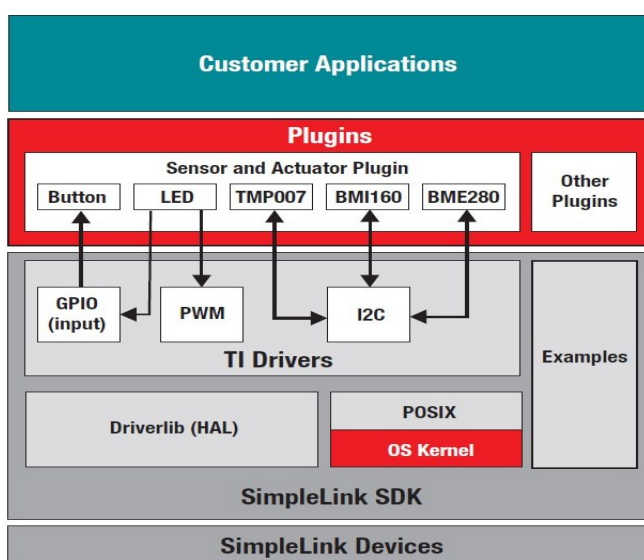 Customer Applications
Plugins
Sensor and Actuator Plugin
Button
LED
TMP007
BMI160
BME280
Other
Plugins
GPIO
(input)
PWM
I2C
TI Drivers
Examples
Driverlib (HAL)
POSIX
OS Kernel
SimpleLink SDK
SimpleLink Devices